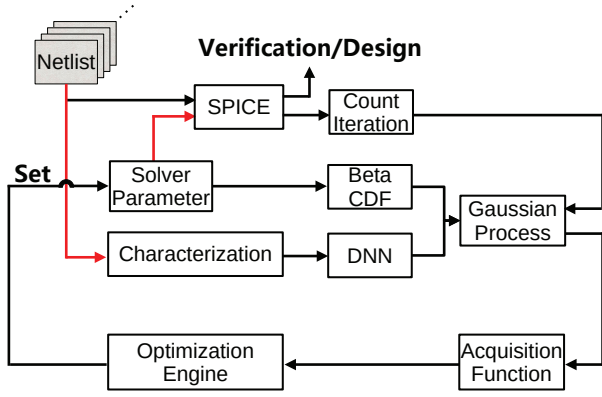 Netlist
Verification/Design
SPICE
Count
Iteration
Set
Solver
Parameter
Beta
CDF
Gaussian
Process
Characterization
DNN
Optimization
Engine
Acquisition
Function